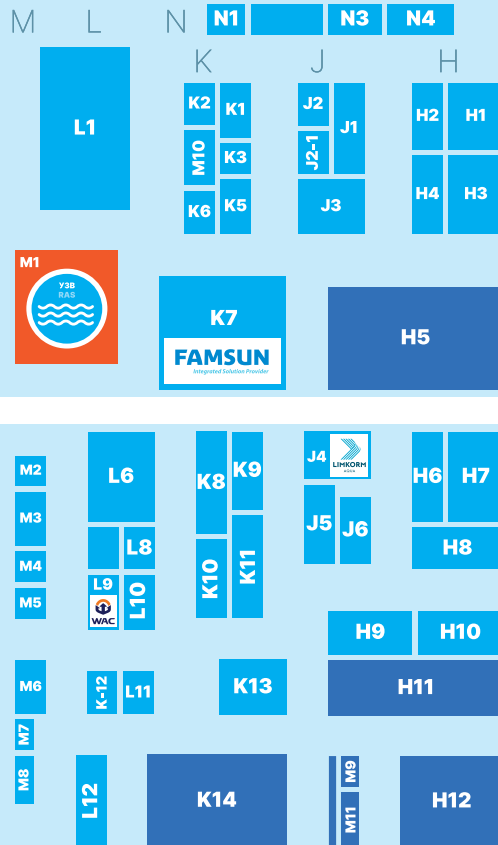 M L N N1 N3 N4
K J H
L1
K2 K1
M10
K3
K6 K5
J2 J1
J2-1
J3
H2 H1
H4 H3
M1
УЗВ
RAS
K7
FAMSUN
Integrated Solution Provider
H5
M2
M3
M4
M5
L6
L8
L9
WAC
L10
K8 K9
K10 K11
J4
LIMKORM
AQUA
J5 J6
H6 H7
H8
H9 H10
H11
M6
M7
M8
K-12 L11
K13
L12
K14
M9
M11
H12